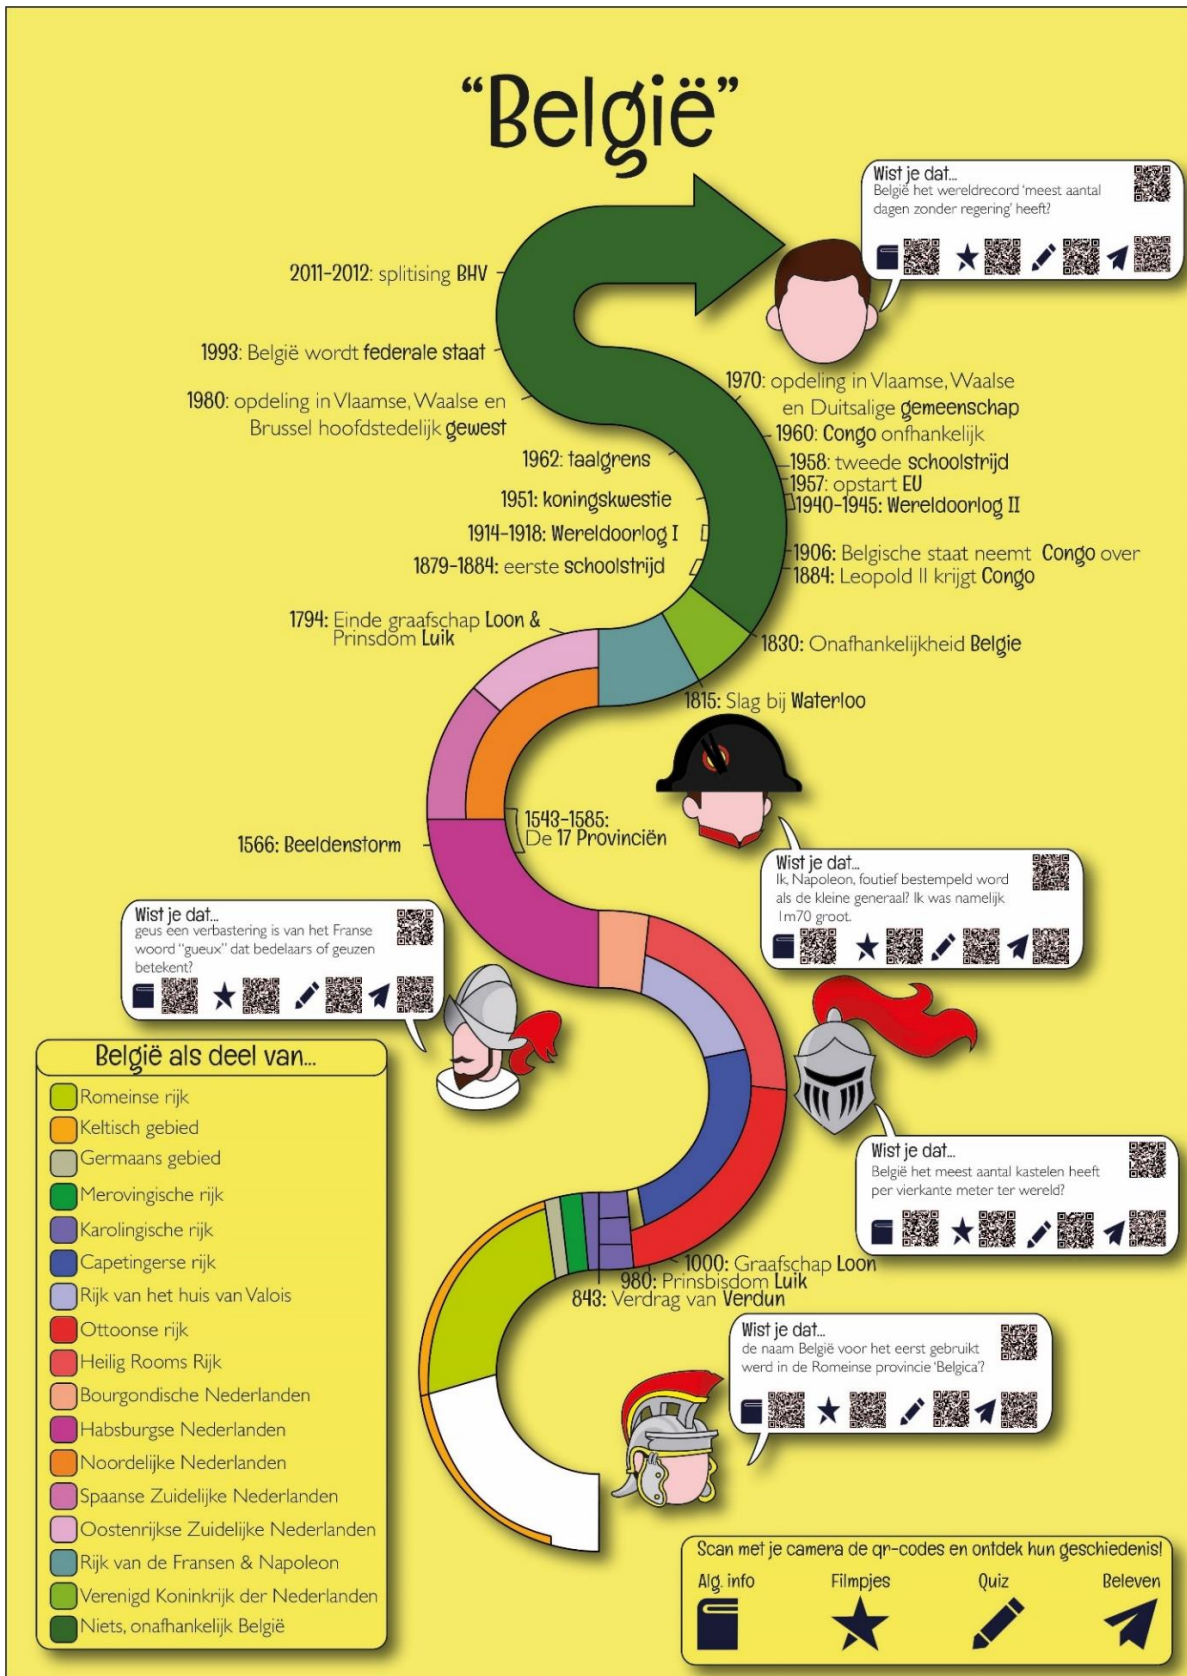 “België”
Wist je dat...
België het wereldrecord ‘meest aantal
dagen zonder regering’ heeft?
2011-2012: splitising BHV
1993: België wordt federale staat
1980: opdeling in Vlaamse, Waalse en
Brussel hoofdstedelijk gewest
1970: opdeling in Vlaamse, Waalse
en Duitsalige gemeenschap
1960: Congo onfhankelijk
1962: taalgrens
1958: tweede schoolstrijd
1957: opstart EU
1951: koningskwestie
1940-1945: Wereldoorlog II
1914-1918: Wereldoorlog I
1906: Belgische staat neemt Congo over
1879-1884: eerste schoolstrijd
1884: Leopold II krijgt Congo
1794: Einde graafschap Loon &
Prinsdom Luik
1830: Onafhankelijkheid Belgie
1815: Slag bij Waterloo
1543-1585:
De 17 Provinciën
1566: Beeldenstorm
Wist je dat...
Ik, Napoleon, foutief bestempeld word
als de kleine generaal? Ik was namelijk
1m70 groot.
Wist je dat...
geus een verbastering is van het Franse
woord “gueux” dat bedelaars of geuzen
betekent?
België als deel van...
Romeinse rijk
Keltisch gebied
Germaans gebied
Merovingische rijk
Karolingische rijk
Capetingerse rijk
Rijk van het huis van Valois
Ottoonse rijk
Heilig Rooms Rijk
Bourgondische Nederlanden
Habsburgse Nederlanden
Noordelijke Nederlanden
Spaanse Zuidelijke Nederlanden
Oostenrijkse Zuidelijke Nederlanden
Rijk van de Fransen & Napoleon
Verenigd Koninkrijk der Nederlanden
Niets, onafhankelijk België
Wist je dat...
België het meest aantal kastelen heeft
per vierkante meter ter wereld?
1000: Graafschap Loon
980: Prinsbisdom Luik
843: Verdrag van Verdun
Wist je dat...
de naam België voor het eerst gebruikt
werd in de Romeinse provincie ‘Belgica’?
Scan met je camera de qr-codes en ontdek hun geschiedenis!
Alg. info Filmpjes Quiz Beleven